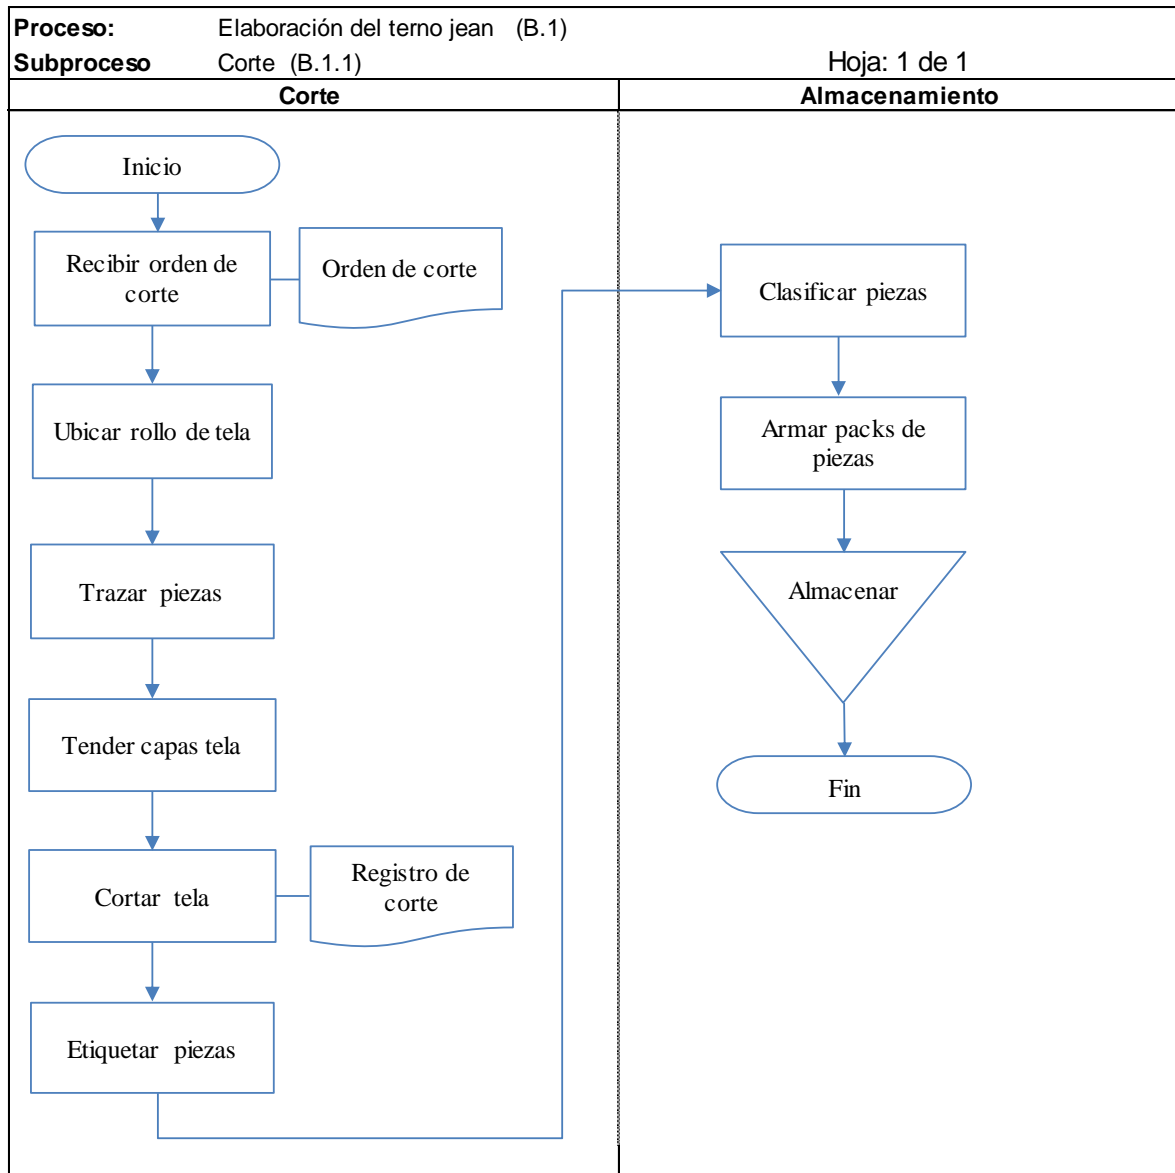 Proceso: Elaboración del terno jean (B.1)
Subproceso Corte (B.1.1) Hoja: 1 de 1
Corte
Almacenamiento
Inicio
Recibir orden de
corte
Orden de corte
Ubicar rollo de tela
Trazar piezas
Tender capas tela
Cortar tela
Registro de
corte
Etiquetar piezas
Clasificar piezas
Armar packs de
piezas
Almacenar
Fin